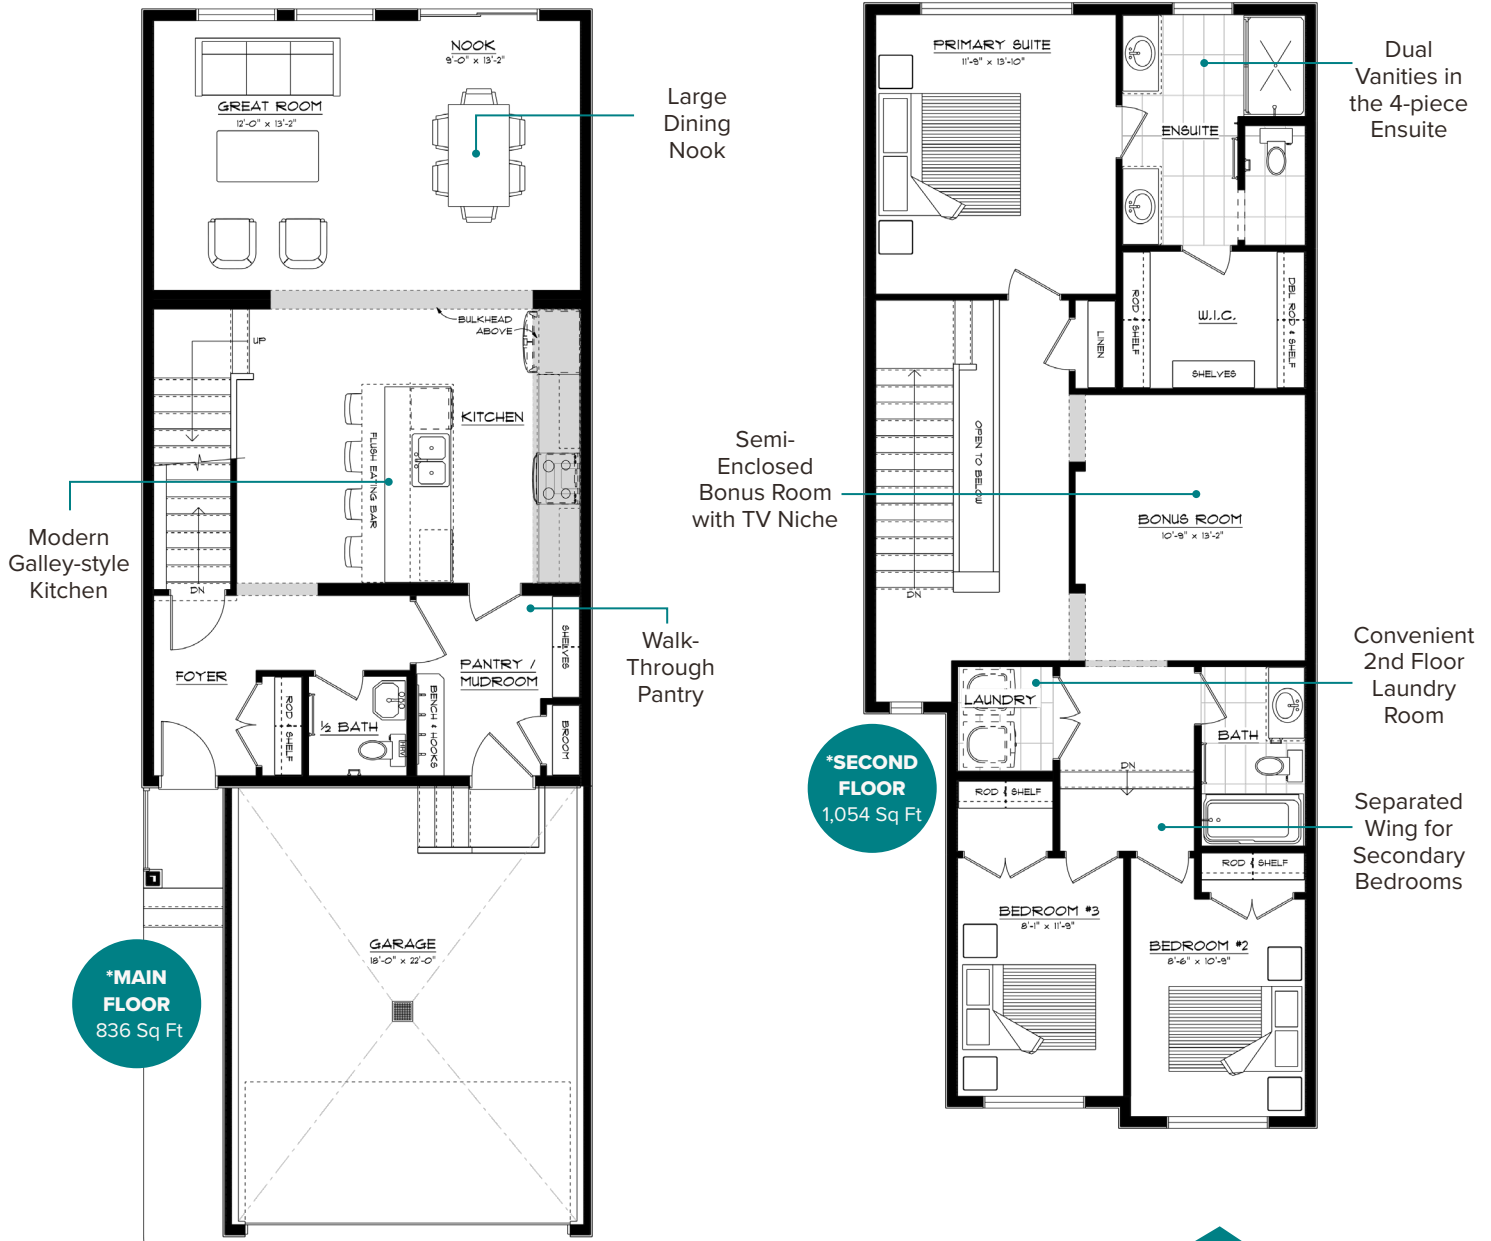 NOOK
9'-0" x 13'-2"
GREAT ROOM
12'-0" x 13'-2"
Large
Dining
Nook
BULKHEAD
ABOVE
UP
KITCHEN
FLUSH EATING BAR
Modern
Galley-style
Kitchen
DN
FOYER
ROD & SHELF
½ BATH
BENCH & HOOKS
PANTRY /
MUDROOM
SHELVES
BROOM
Walk-
Through
Pantry
GARAGE
18'-0" x 22'-0"
*MAIN
FLOOR
836 Sq Ft
PRIMARY SUITE
11'-9" x 13'-10"
ENSUITE
Dual
Vanities in
the 4-piece
Ensuite
ROD & SHELF
W.I.C.
DBL ROD & SHELF
SHELVES
LINEN
OPEN TO BELOW
DN
Semi-
Enclosed
Bonus Room
with TV Niche
BONUS ROOM
10'-9" x 13'-2"
LAUNDRY
BATH
DN
Convenient
2nd Floor
Laundry
Room
*SECOND
FLOOR
1,054 Sq Ft
ROD & SHELF
ROD & SHELF
Separated
Wing for
Secondary
Bedrooms
BEDROOM #3
8'-1" x 11'-9"
BEDROOM #2
8'-6" x 10'-9"